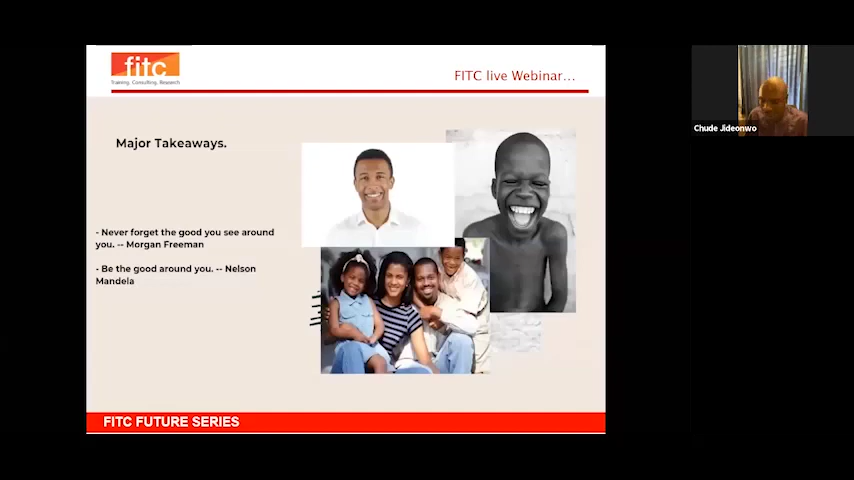 fitc
Training, Consulting, Research
FITC live Webinar...
Chude Jideonwo
Major Takeaways.
- Never forget the good you see around
you. -- Morgan Freeman
- Be the good around you. -- Nelson
Mandela
FITC FUTURE SERIES